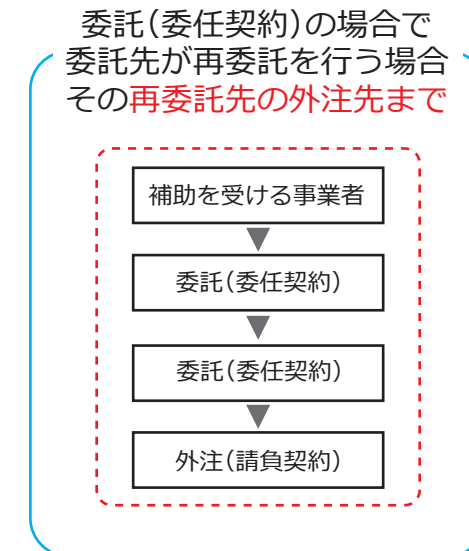 委託（委任契約）の場合で
委託先が再委託を行う場合
その再委託先の外注先まで
補助を受ける事業者
委託（委任契約）
委託（委任契約）
外注（請負契約）